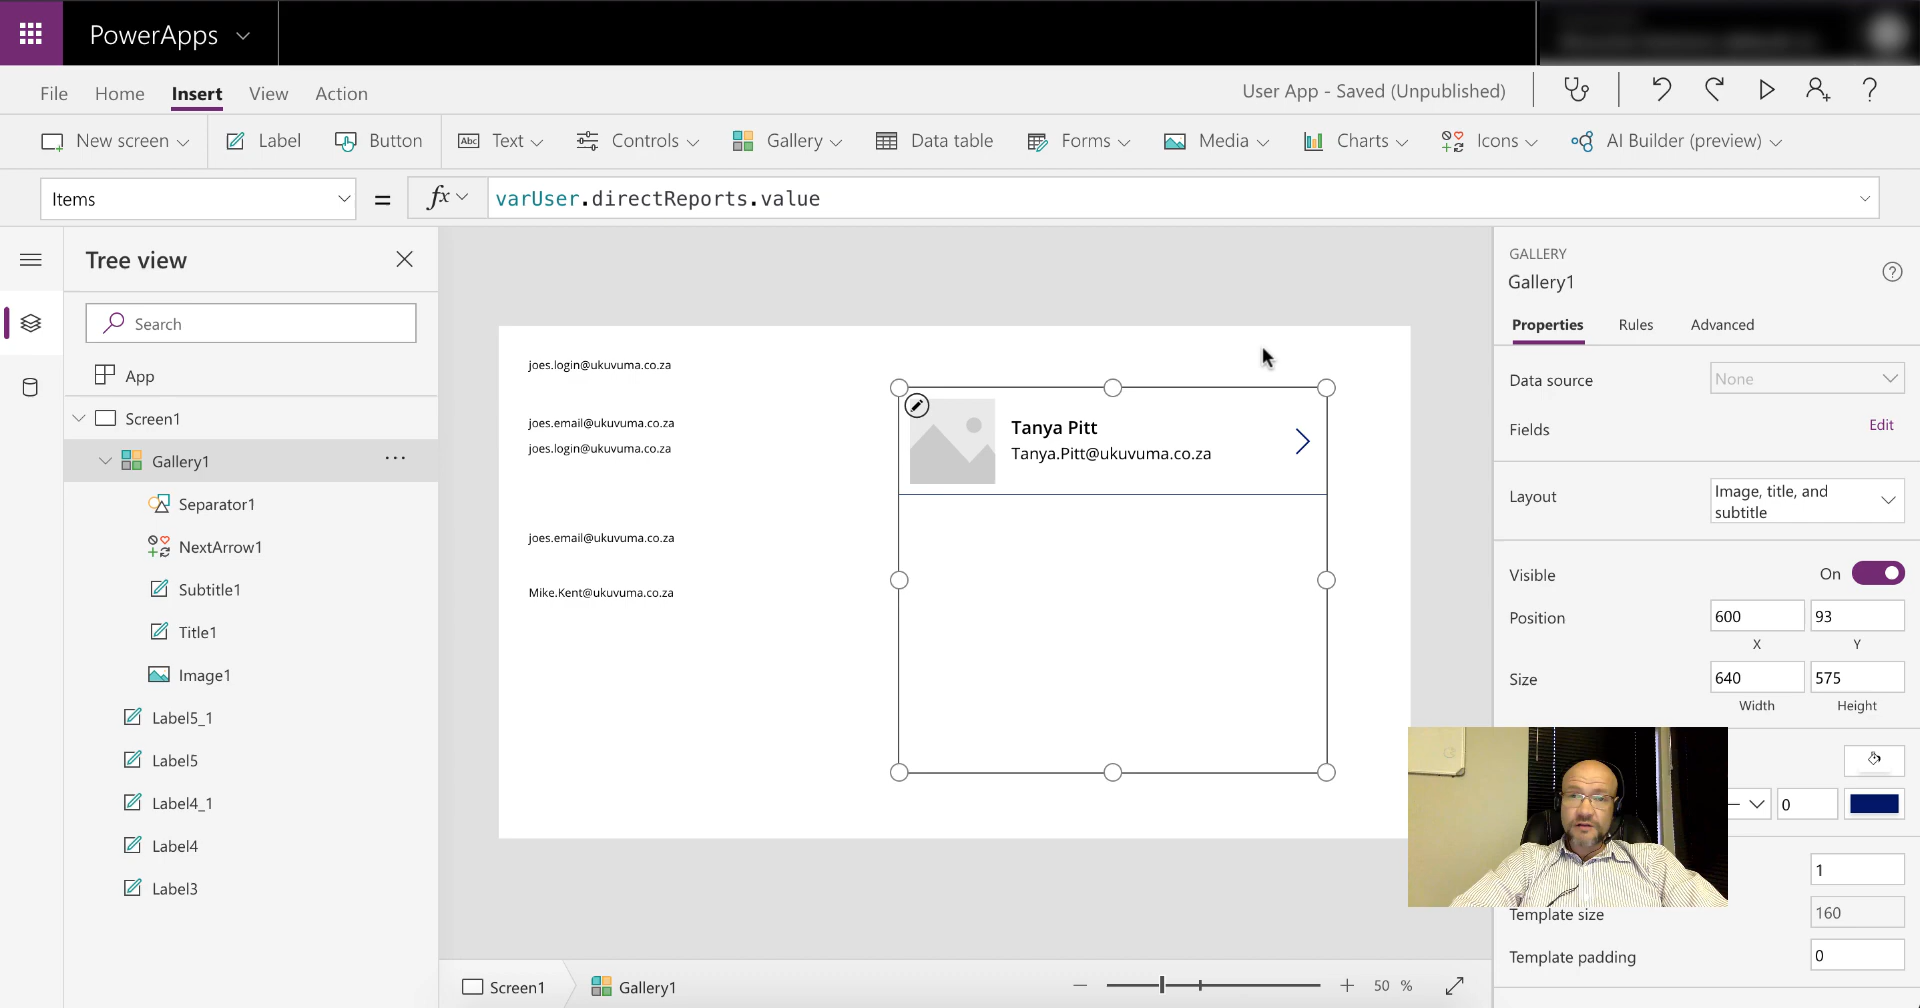 PowerApps
File Home Insert View Action
User App - Saved (Unpublished)
New screen Label Button Text Controls Gallery Data table Forms Media Charts Icons AI Builder (preview)
Abc
Items = fx varUser.directReports.value
Tree view
Search
App
Screen1
Gallery1
Separator1
NextArrow1
Subtitle1
Title1
Image1
Label5_1
Label5
Label4_1
Label4
Label3
joes.login@ukuvuma.co.za
joes.email@ukuvuma.co.za
joes.login@ukuvuma.co.za
joes.email@ukuvuma.co.za
Mike.Kent@ukuvuma.co.za
Tanya Pitt
Tanya.Pitt@ukuvuma.co.za
GALLERY
Gallery1
Properties Rules Advanced
Data source None
Fields Edit
Layout Image, title, and
subtitle
Visible On
Position 600 93
X Y
Size 640 575
Width Height
0
1
Template size 160
Template padding 0
Screen1 Gallery1
50 %